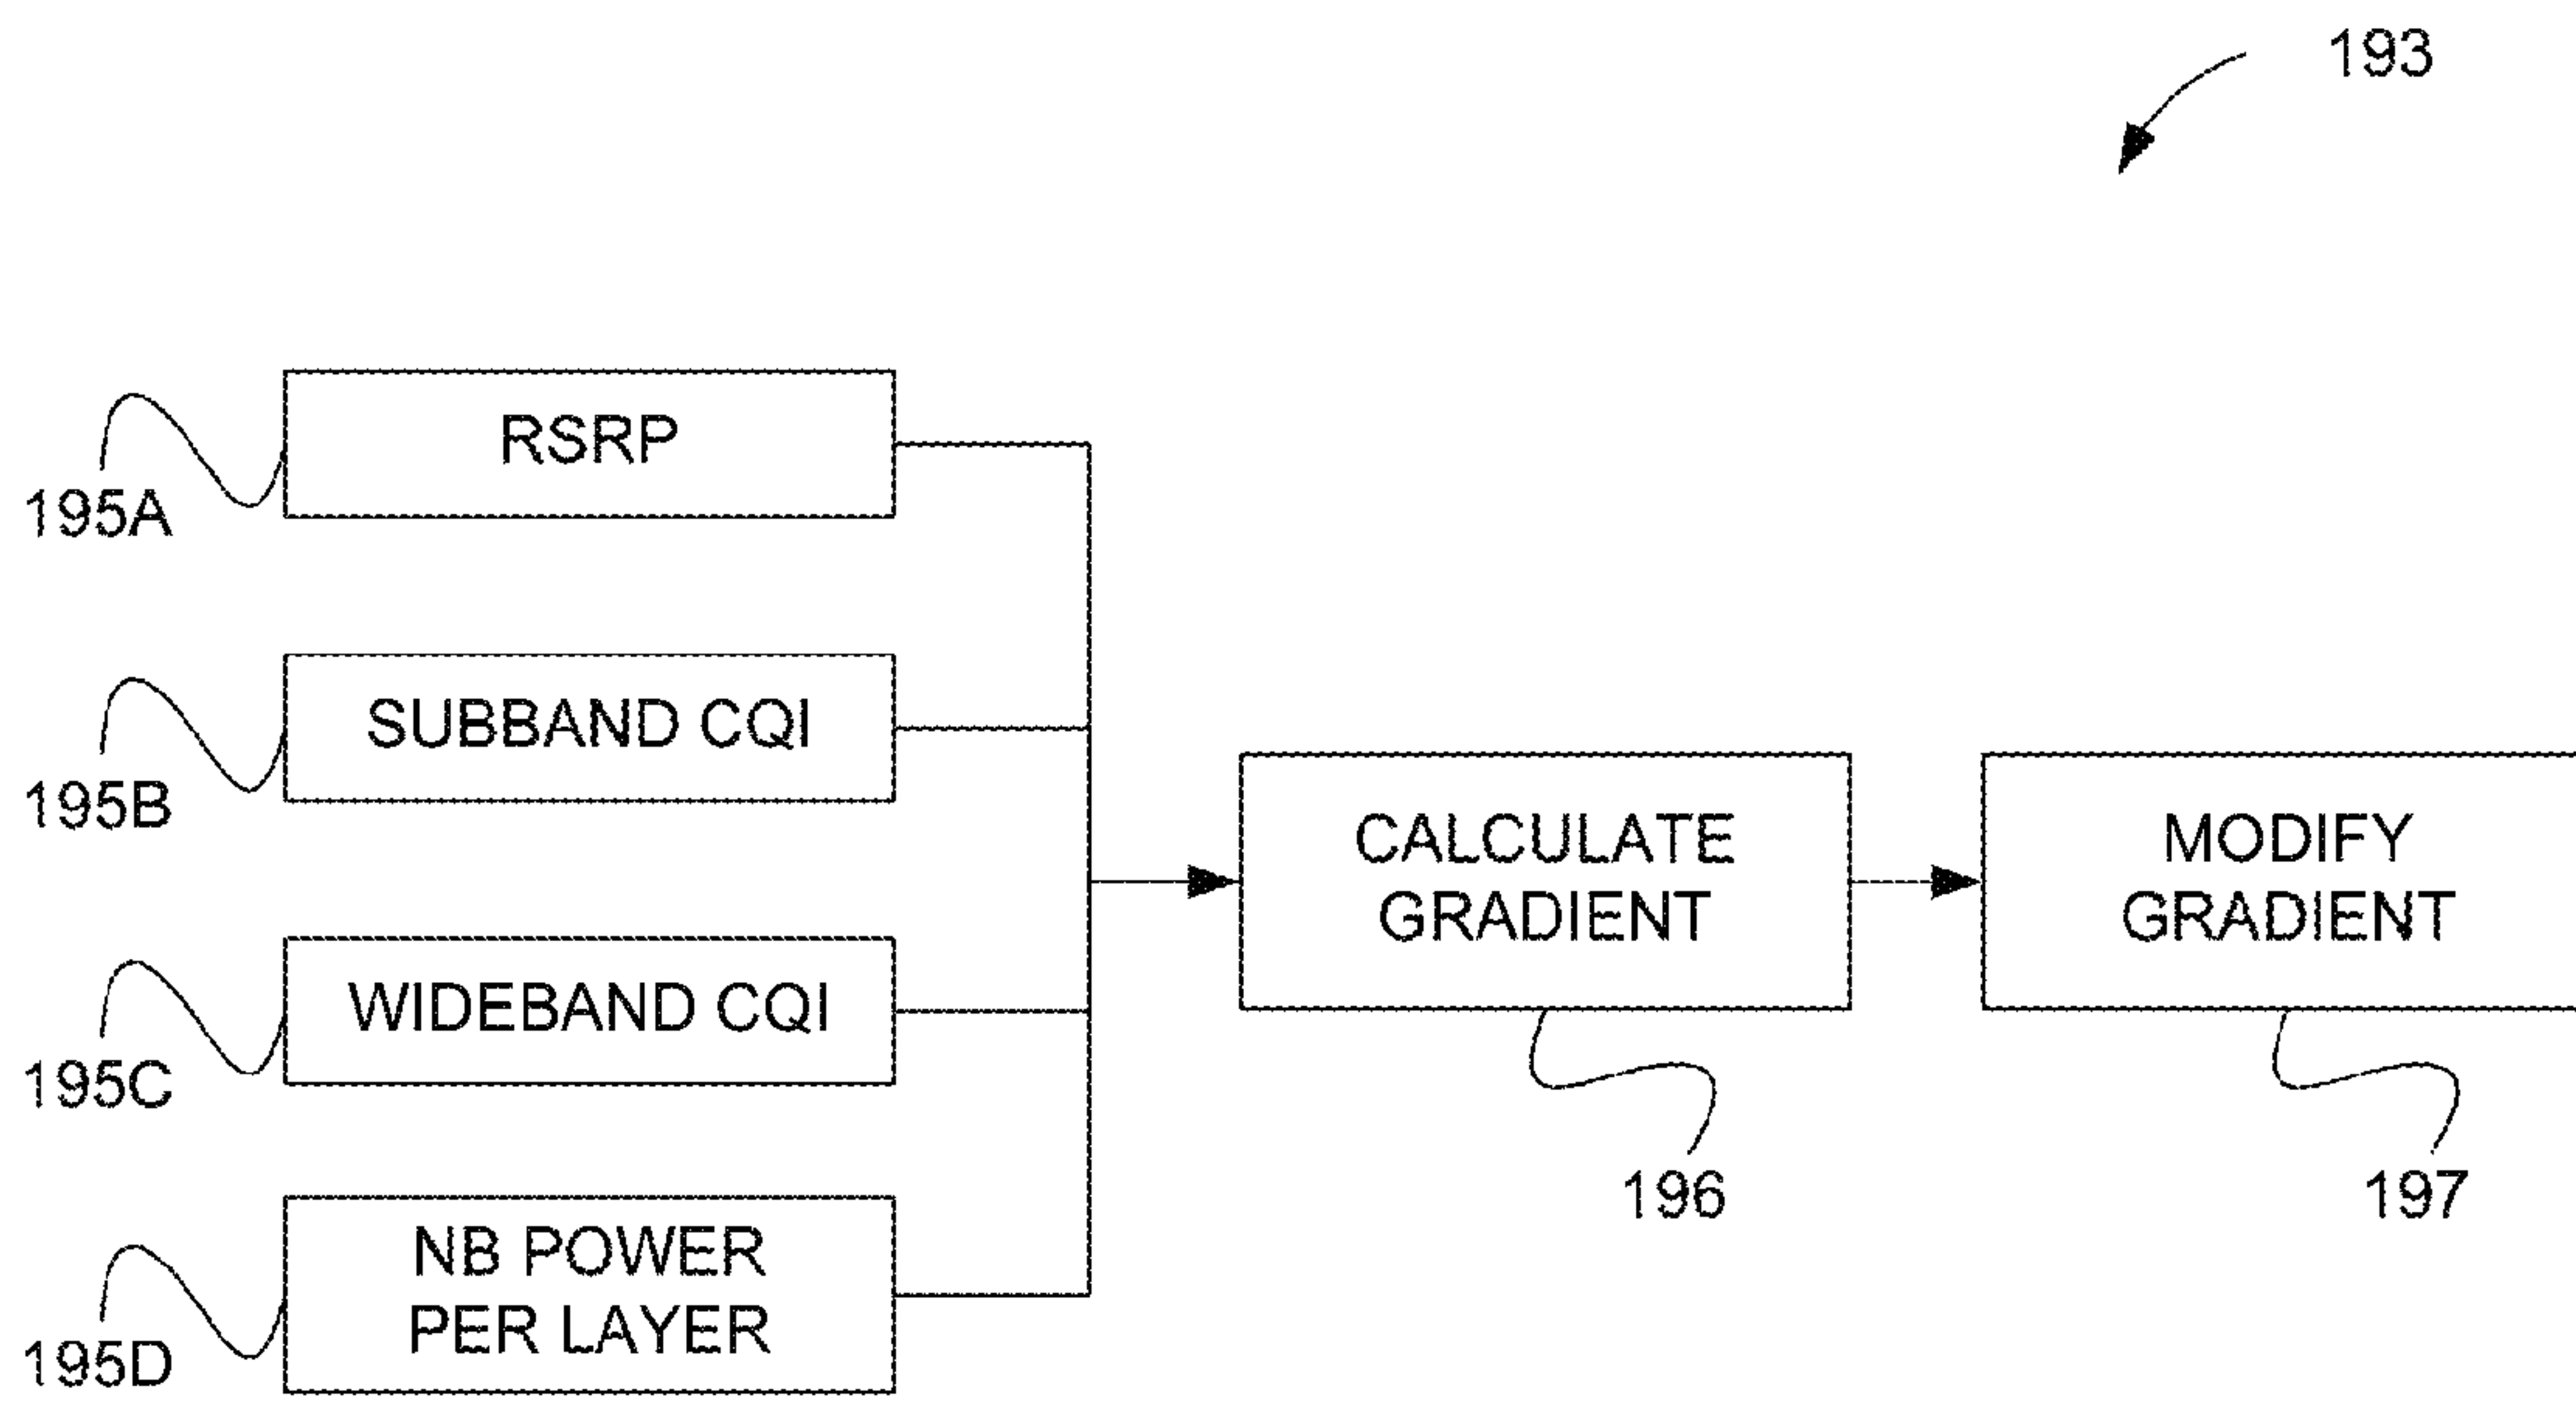 193
RSRP
195A
SUBBAND CQI
195B
WIDEBAND CQI
195C
NB POWER
PER LAYER
195D
CALCULATE
GRADIENT
196
MODIFY
GRADIENT
197